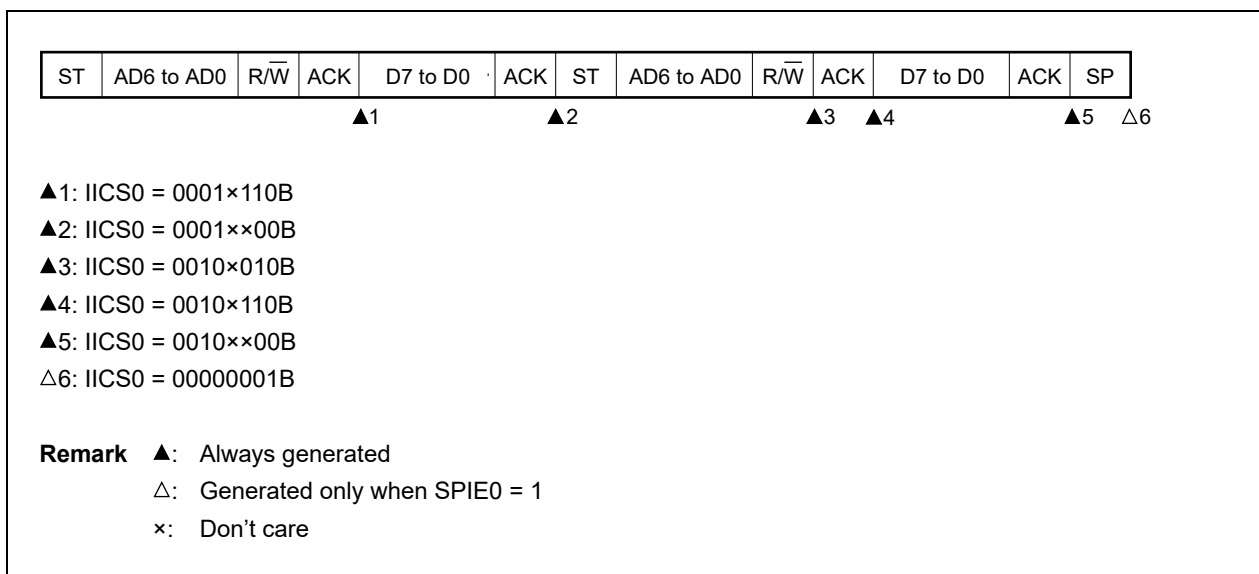 ST AD6 to AD0 R/W̅ ACK D7 to D0 ACK ST AD6 to AD0 R/W̅ ACK D7 to D0 ACK SP
▲1 ▲2 ▲3 ▲4 ▲5 △6
▲1: IICS0 = 0001×110B
▲2: IICS0 = 0001××00B
▲3: IICS0 = 0010×010B
▲4: IICS0 = 0010×110B
▲5: IICS0 = 0010××00B
△6: IICS0 = 00000001B
Remark ▲: Always generated
△: Generated only when SPIE0 = 1
×: Don’t care